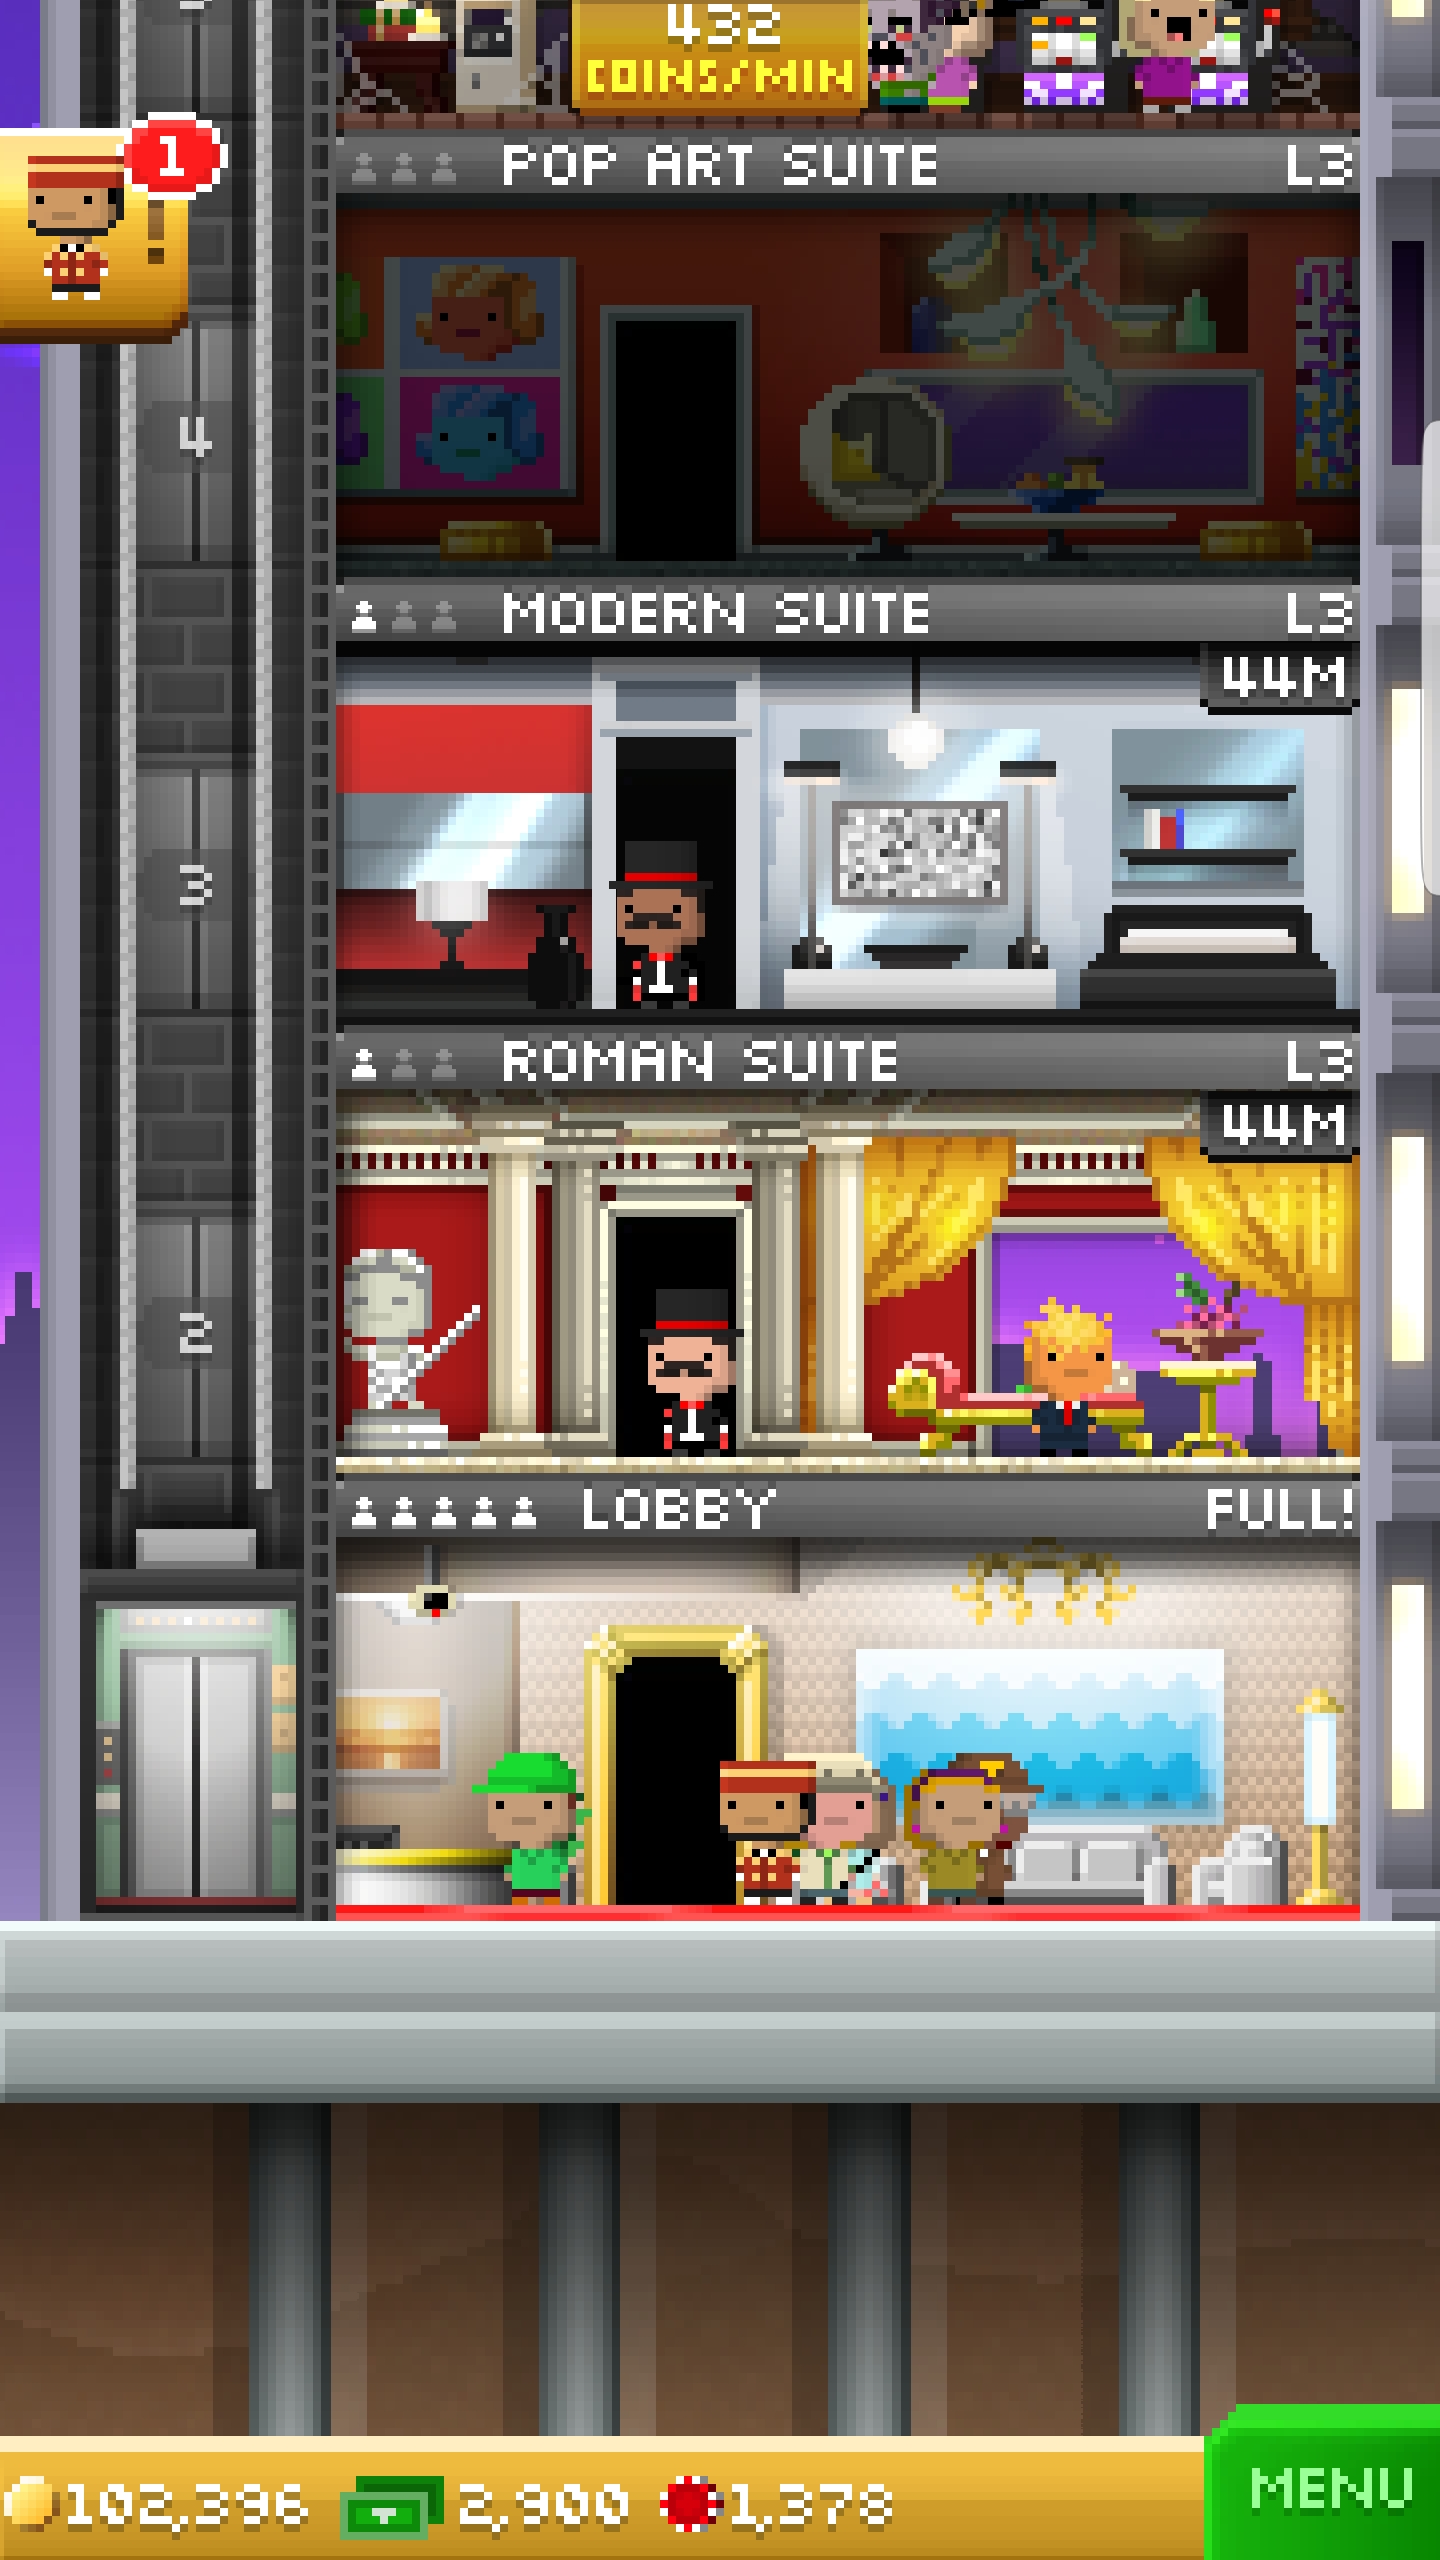 432
COINS/MIN
1
!
POP ART SUITE L3
4
MODERN SUITE L3
44M
3
ROMAN SUITE L3
44M
2
LOBBY FULL!
102,396 2,900 1,378
MENU